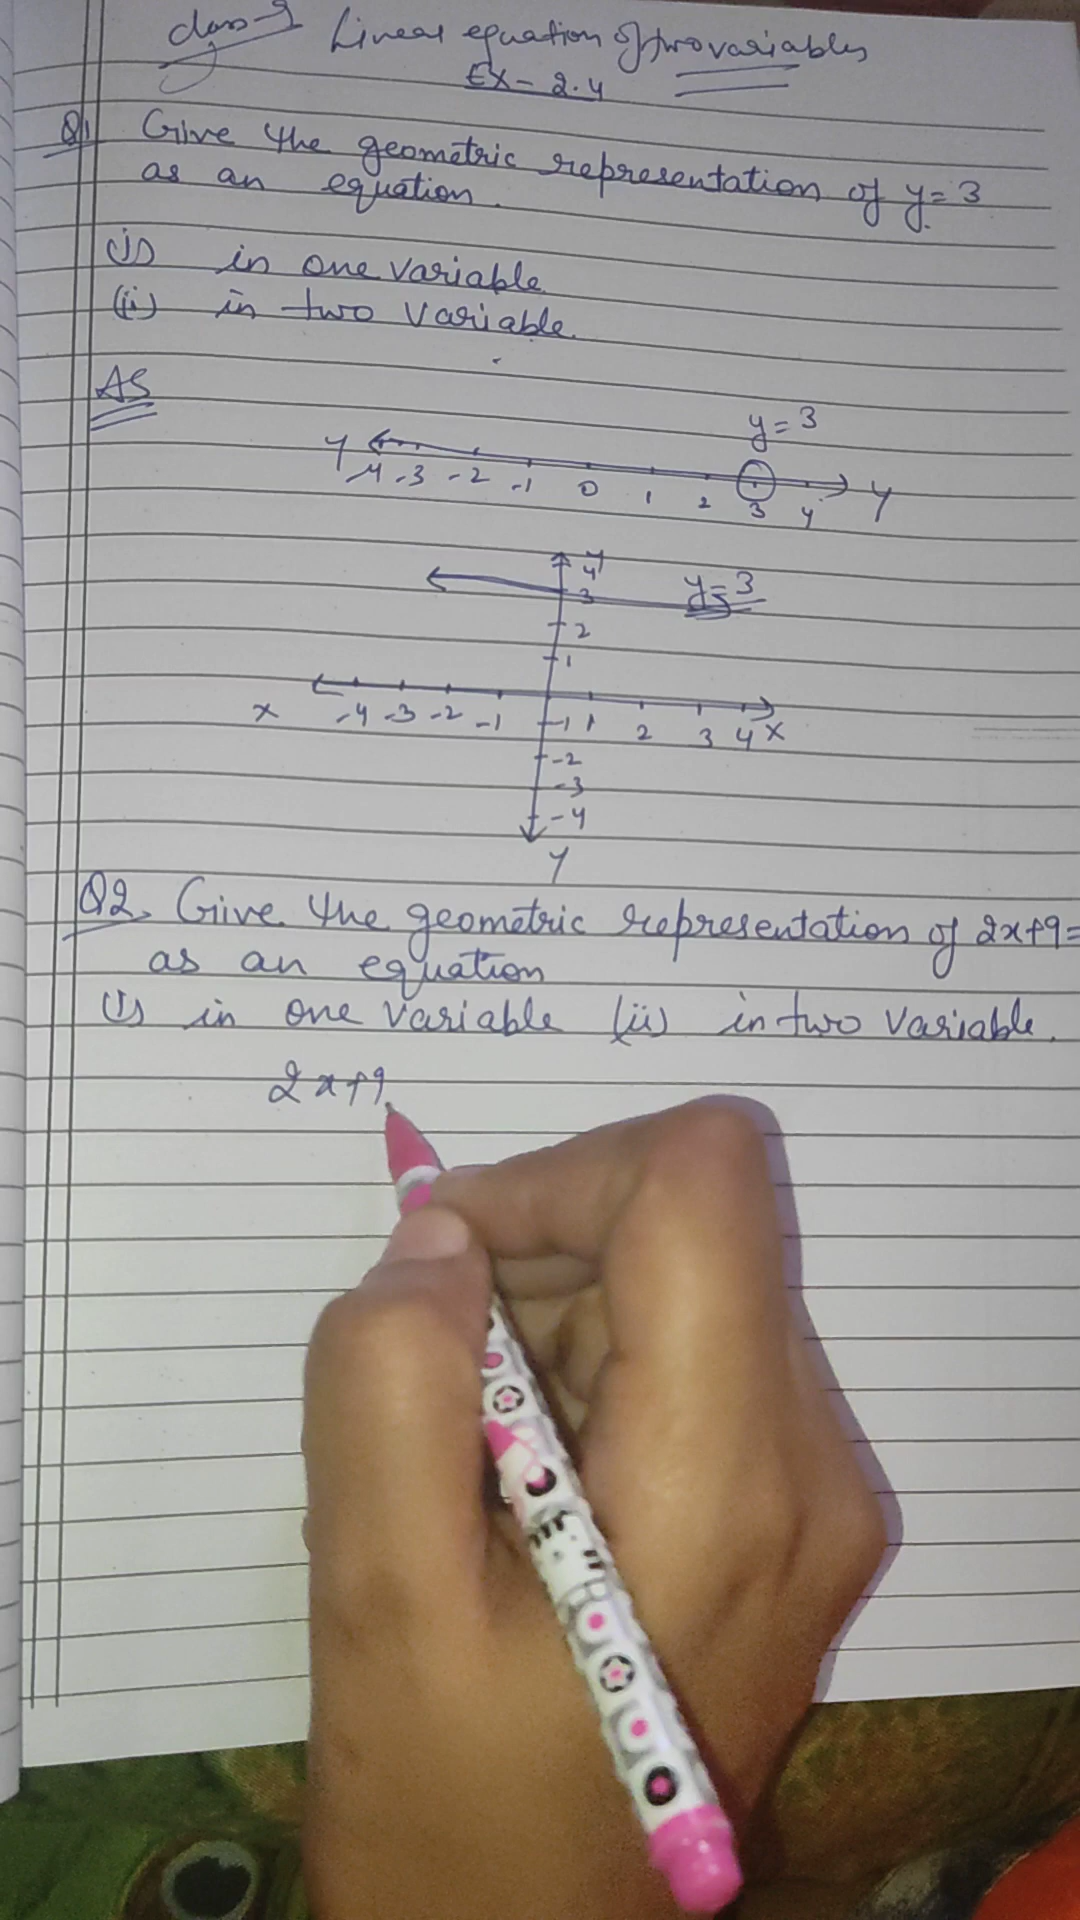 class-9 Linear equation of two variables
EX-2.4
Q1 Give the geometric representation of y=3
as an equation.
(i) in one variable
(ii) in two variable.
AS
y=3
Y -4 -3 -2 -1 0 1 2 3 4 Y
Y
4
3 y=3
2
1
X -4 -3 -2 -1 -1 1 2 3 4 X
-2
-3
-4
Y
Q2. Give the geometric representation of 2x+9=
as an equation
(i) in one variable (ii) in two variable.
2x+9